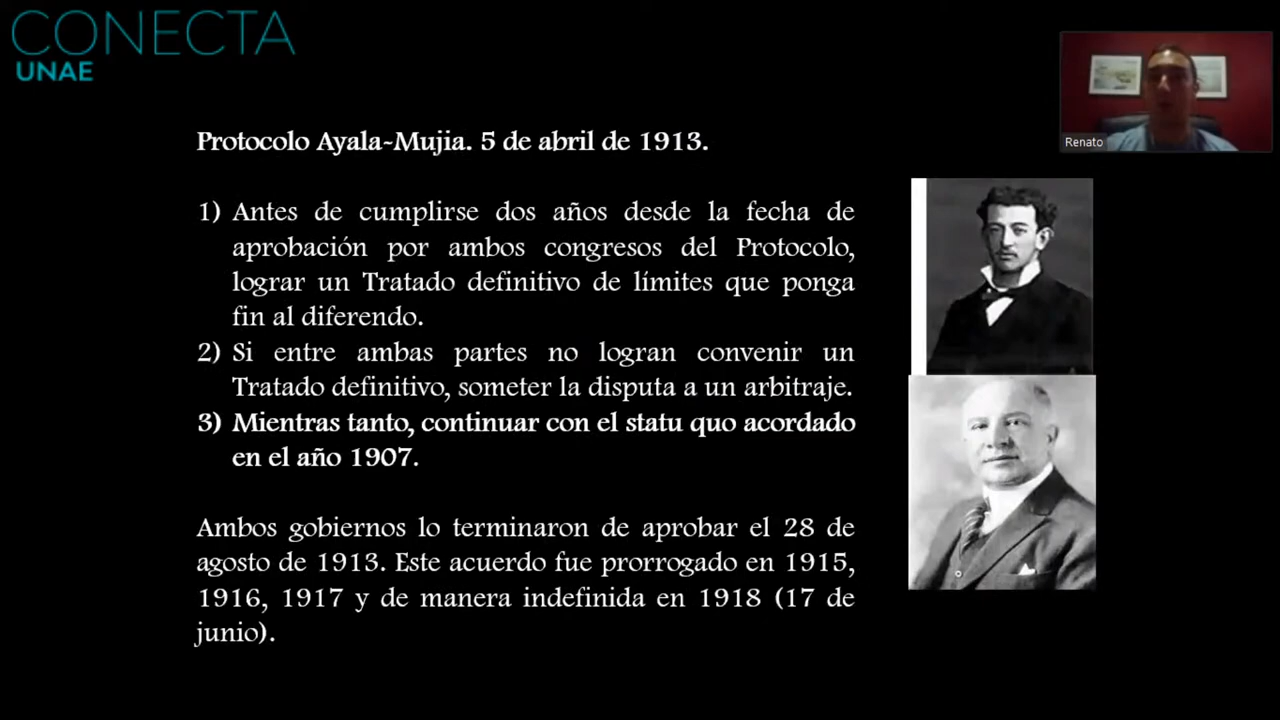 CONECTA
UNAE
Renato
Protocolo Ayala-Mujia. 5 de abril de 1913.
1) Antes de cumplirse dos años desde la fecha de
aprobación por ambos congresos del Protocolo,
lograr un Tratado definitivo de límites que ponga
fin al diferendo.
2) Si entre ambas partes no logran convenir un
Tratado definitivo, someter la disputa a un arbitraje.
3) Mientras tanto, continuar con el statu quo acordado
en el año 1907.
Ambos gobiernos lo terminaron de aprobar el 28 de
agosto de 1913. Este acuerdo fue prorrogado en 1915,
1916, 1917 y de manera indefinida en 1918 (17 de
junio).